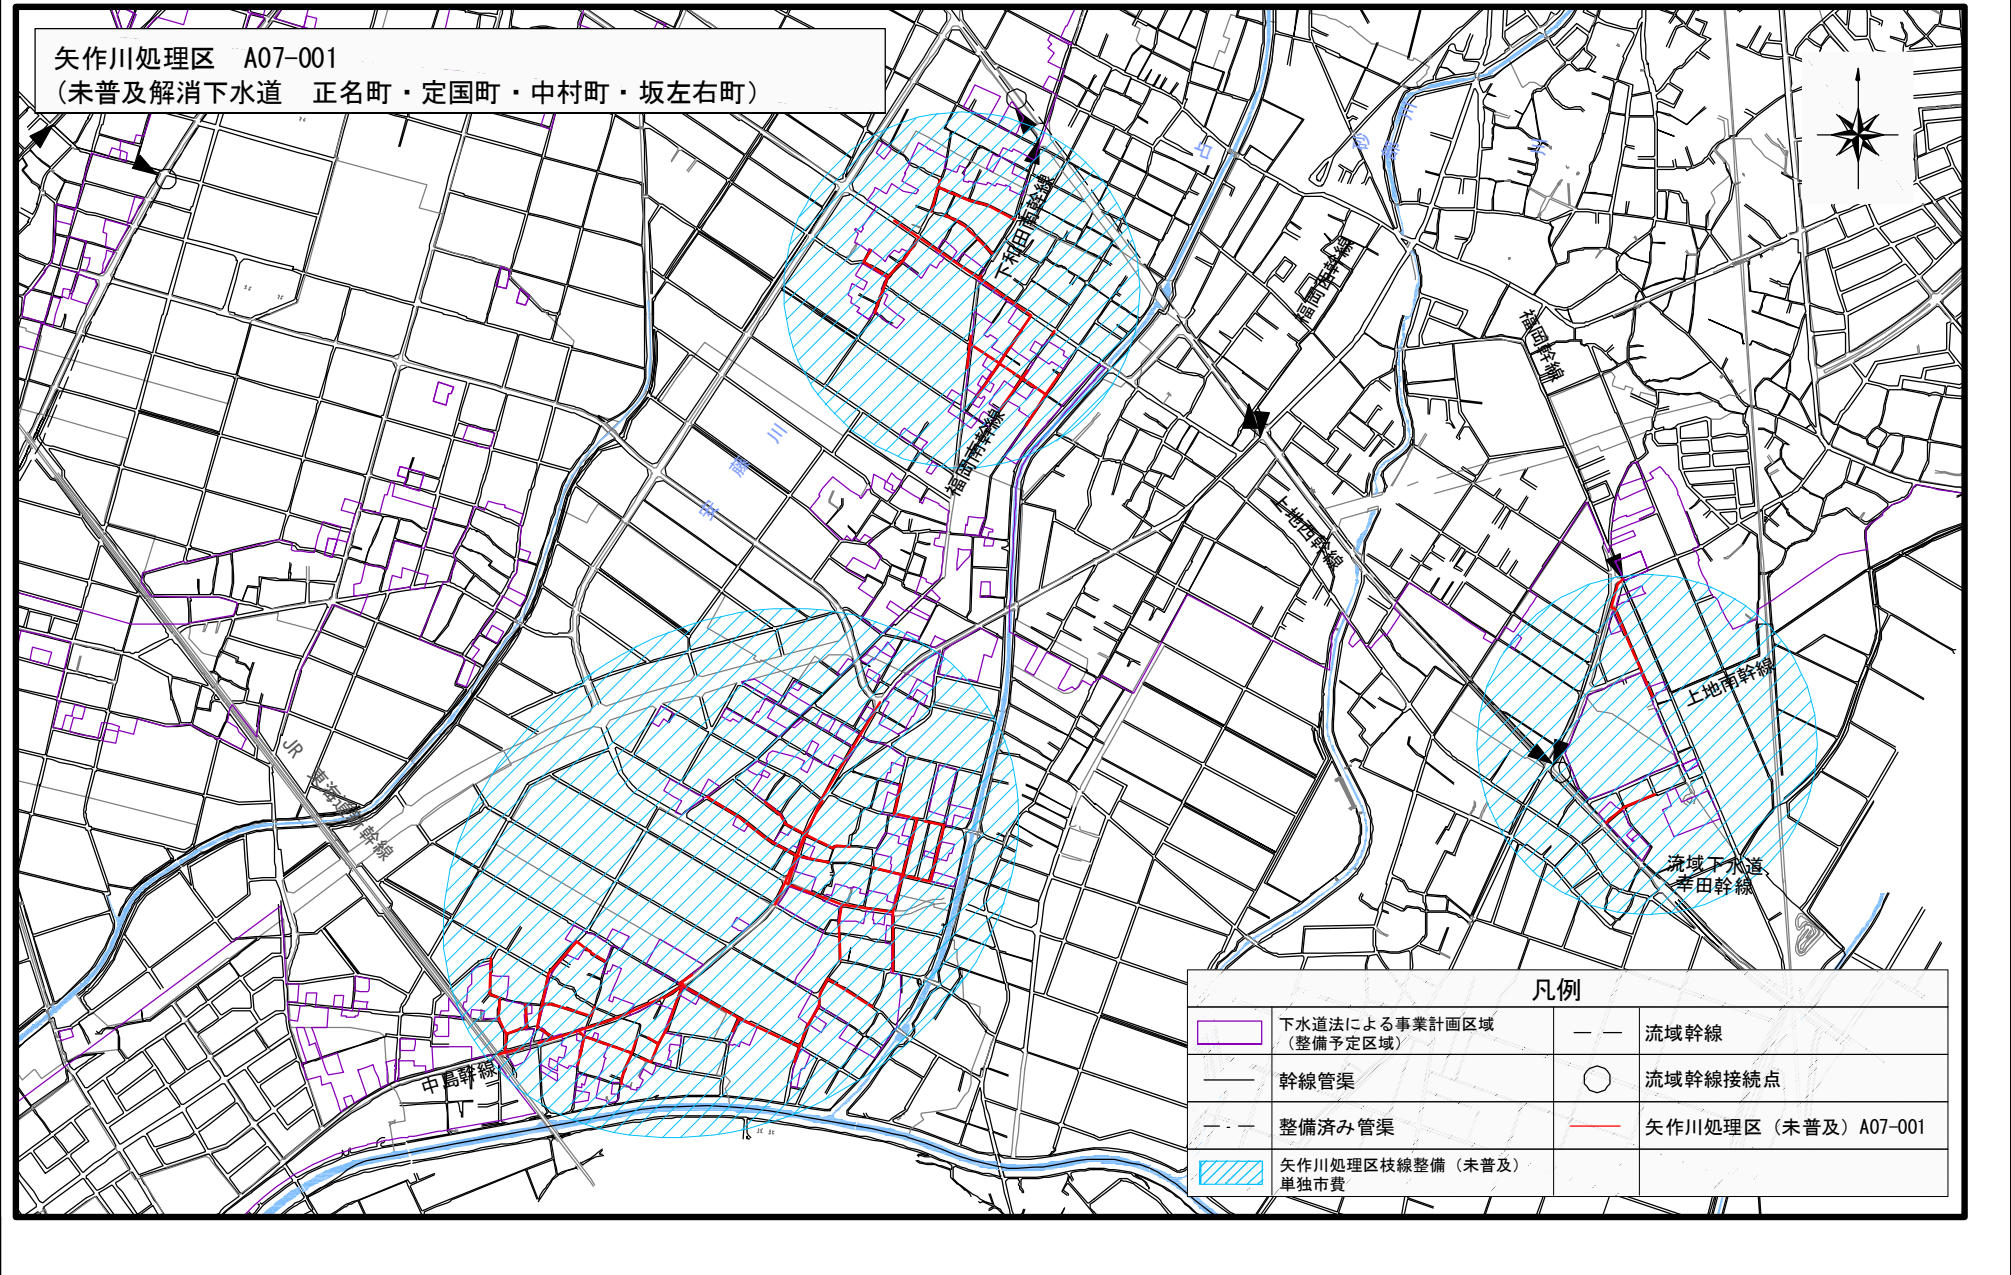 矢作川処理区　A07-001
（未普及解消下水道　正名町・定国町・中村町・坂左右町）
下和田南幹線
福岡西幹線
福岡幹線
福岡南幹線
上地西幹線
上地南幹線
流域下水道
幸田幹線
中島幹線
JR 東海道新幹線
安藤川
占
砂川
凡例
下水道法による事業計画区域
（整備予定区域）
流域幹線
幹線管渠
流域幹線接続点
整備済み管渠
矢作川処理区（未普及）A07-001
矢作川処理区枝線整備（未普及）
単独市費